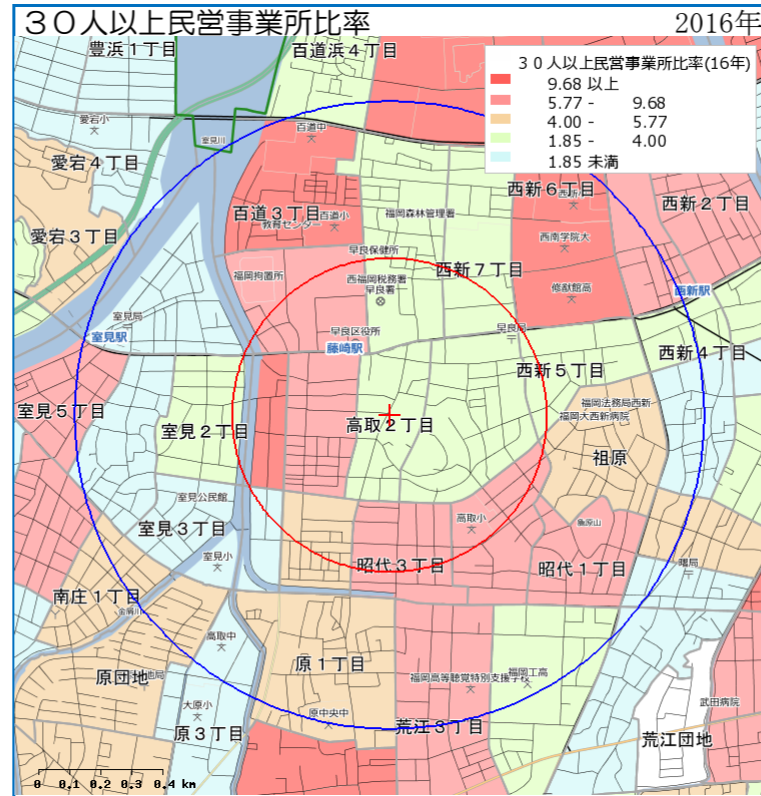 ３０人以上民営事業所比率
2016年
３０人以上民営事業所比率(16年)
9.68 以上
5.77 - 9.68
4.00 - 5.77
1.85 - 4.00
1.85 未満
豊浜１丁目
百道浜４丁目
愛宕小
室見川
百道中
愛宕４丁目
西新６丁目
西新２丁目
百道３丁目
百道小
教育センター
福岡森林管理署
西南学院大
愛宕３丁目
早良保健所
西新７丁目
福岡拘置所
西福岡税務署
早良署
修猷館高
西新駅
室見局
室見駅
早良区役所
藤崎駅
早良局
西新４丁目
西新５丁目
室見５丁目
福岡法務局西新
福岡大西新病院
室見２丁目
高取２丁目
祖原
室見公民館
室見３丁目
高取小
室見小
昭代３丁目
昭代１丁目
曙局
南庄１丁目
金屑川
高取中
原１丁目
原団地
福岡高等聴覚特別支援学校
福岡工高
大原小
原中央中
武田病院
原３丁目
荒江３丁目
荒江団地
0 0.1 0.2 0.3 0.4 km